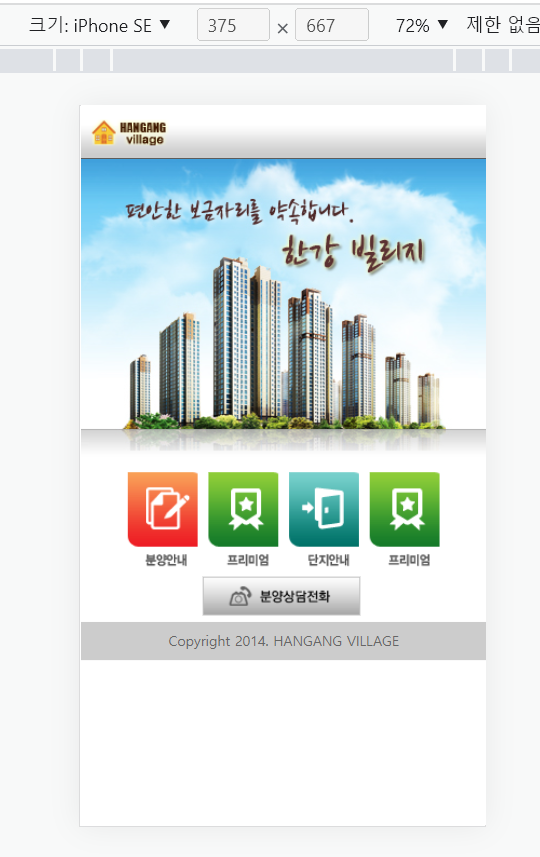 크기: iPhone SE ▼ 375 × 667 72% ▼ 제한 없음
HANGANG
village
편안한 보금자리를 약속합니다.
한강 빌리지
분양안내 프리미엄 단지안내 프리미엄
분양상담전화
Copyright 2014. HANGANG VILLAGE